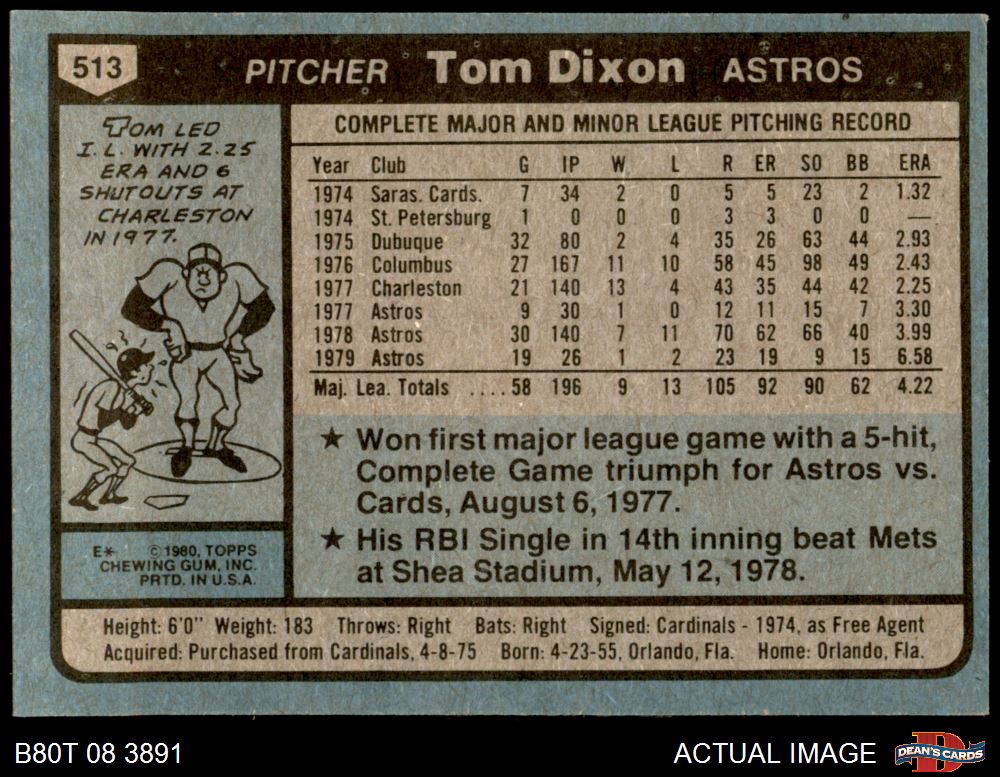 513 PITCHER Tom Dixon ASTROS
TOM LED
I.L. WITH 2.25
ERA AND 6
SHUTOUTS AT
CHARLESTON
IN 1977.
E* ©1980, TOPPS
CHEWING GUM, INC.
PRTD. IN U.S.A.
COMPLETE MAJOR AND MINOR LEAGUE PITCHING RECORD
Year Club G IP W L R ER SO BB ERA
1974 Saras. Cards. 7 34 2 0 5 5 23 2 1.32
1974 St. Petersburg 1 0 0 0 3 3 0 0 —
1975 Dubuque 32 80 2 4 35 26 63 44 2.93
1976 Columbus 27 167 11 10 58 45 98 49 2.43
1977 Charleston 21 140 13 4 43 35 44 42 2.25
1977 Astros 9 30 1 0 12 11 15 7 3.30
1978 Astros 30 140 7 11 70 62 66 40 3.99
1979 Astros 19 26 1 2 23 19 9 15 6.58
Maj. Lea. Totals ....58 196 9 13 105 92 90 62 4.22
★ Won first major league game with a 5-hit,
Complete Game triumph for Astros vs.
Cards, August 6, 1977.
★ His RBI Single in 14th inning beat Mets
at Shea Stadium, May 12, 1978.
Height: 6'0" Weight: 183 Throws: Right Bats: Right Signed: Cardinals - 1974, as Free Agent
Acquired: Purchased from Cardinals, 4-8-75 Born: 4-23-55, Orlando, Fla. Home: Orlando, Fla.
B80T 08 3891 ACTUAL IMAGE DEAN'S CARDS